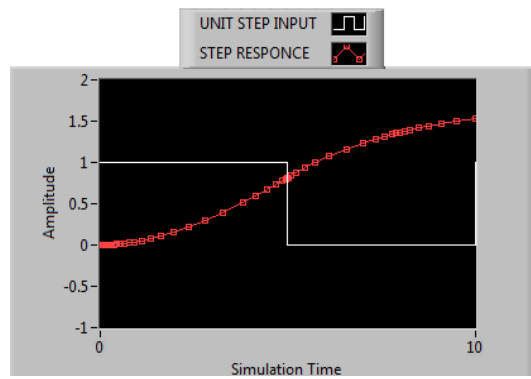 UNIT STEP INPUT
STEP RESPONCE
2
1.5
1
0.5
0
-0.5
-1
Amplitude
0
10
Simulation Time